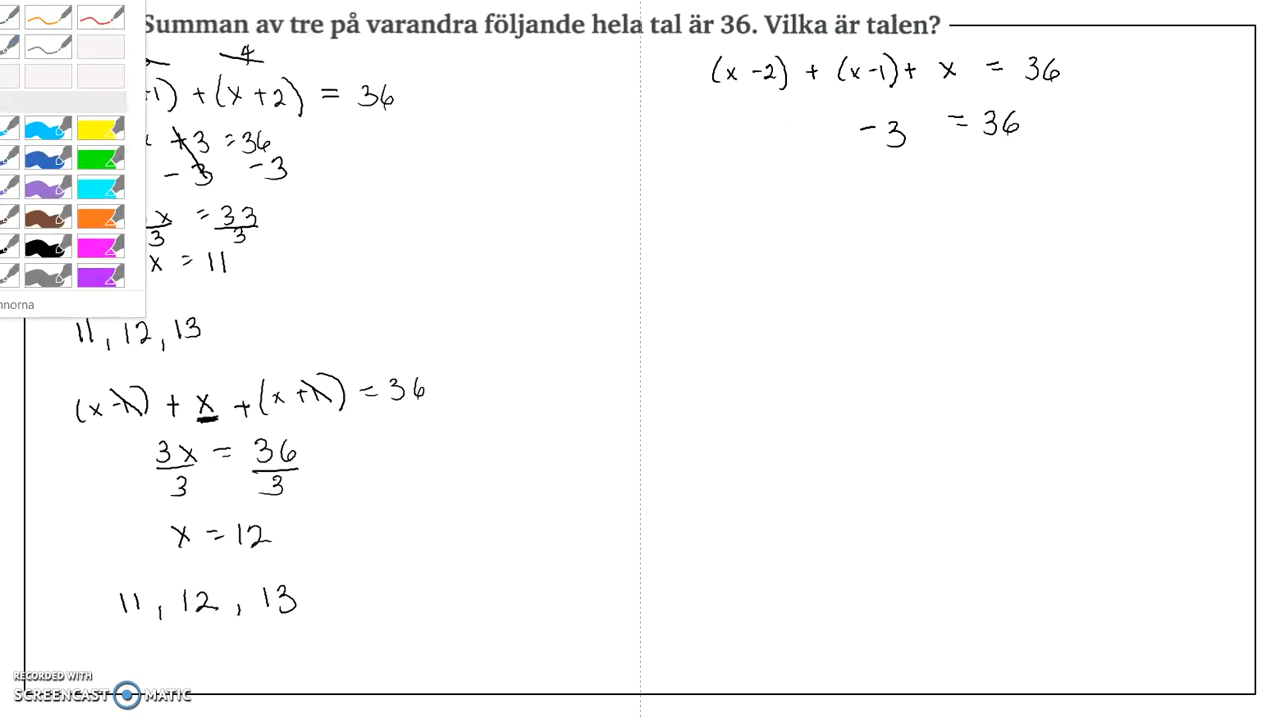 Summan av tre på varandra följande hela tal är 36. Vilka är talen?
4
1) + (x + 2) = 36
x + 3 = 36
- 3 - 3
x = 33
3 3
x = 11
11, 12, 13
(x - 1) + x + (x + 1) = 36
3x = 36
3 3
x = 12
11, 12, 13
(x - 2) + (x - 1) + x = 36
- 3 = 36
nnorna
RECORDED WITH
SCREENCAST MATIC